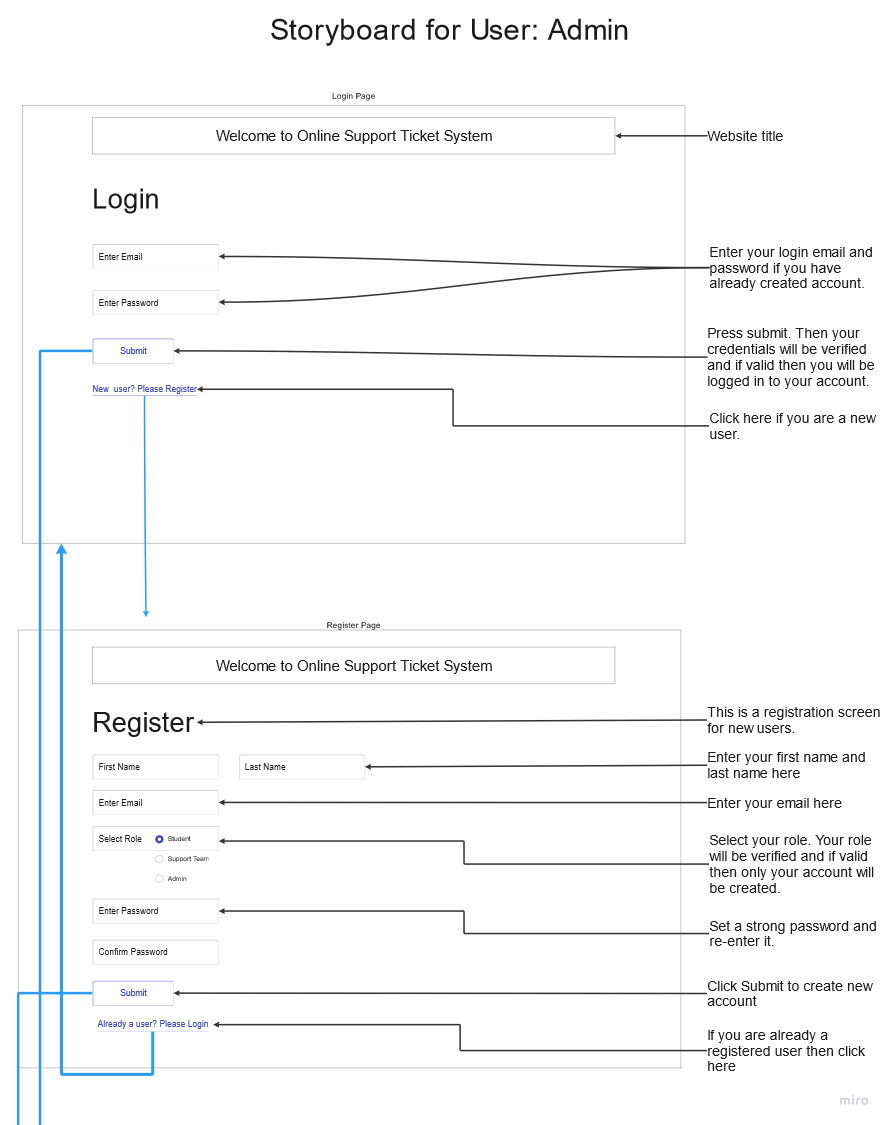 Storyboard for User: Admin
Login Page
Welcome to Online Support Ticket System
Website title
Login
Enter Email
Enter your login email and
password if you have
already created account.
Enter Password
Submit
Press submit. Then your
credentials will be verified
and if valid then you will be
logged in to your account.
New user? Please Register
Click here if you are a new
user.
Register Page
Welcome to Online Support Ticket System
Register
This is a registration screen
for new users.
First Name
Last Name
Enter your first name and
last name here
Enter Email
Enter your email here
Select Role
Student
Support Team
Admin
Select your role. Your role
will be verified and if valid
then only your account will
be created.
Enter Password
Set a strong password and
re-enter it.
Confirm Password
Submit
Click Submit to create new
account
Already a user? Please Login
If you are already a
registered user then click
here
miro